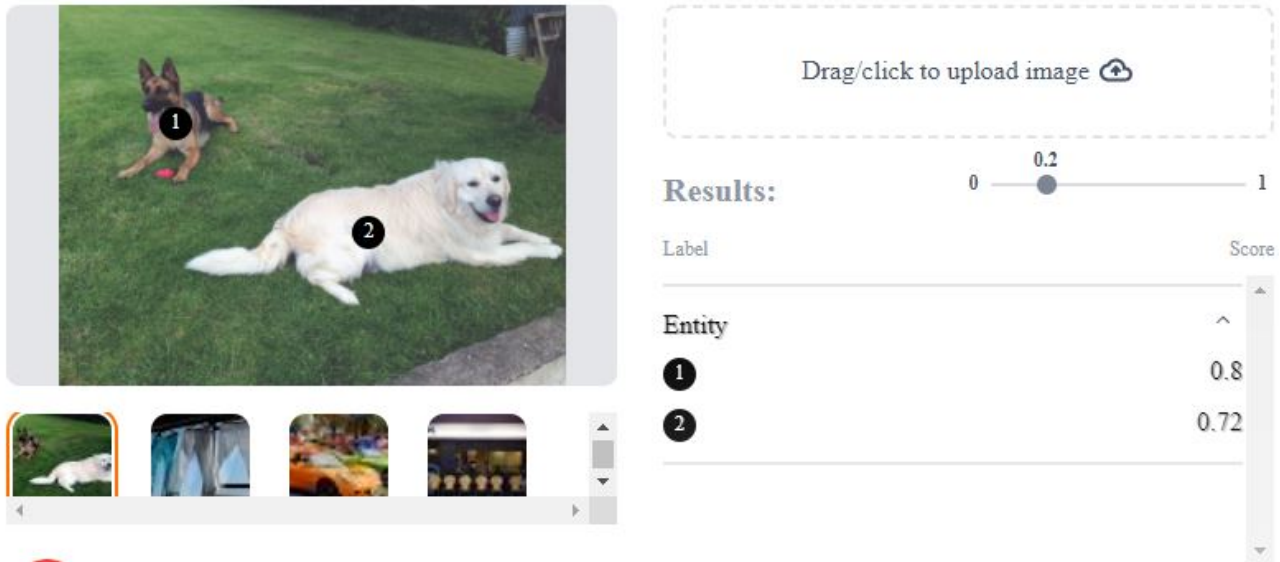 1
2
Drag/click to upload image
Results:
0
0.2
1
Label
Score
Entity
1
0.8
2
0.72